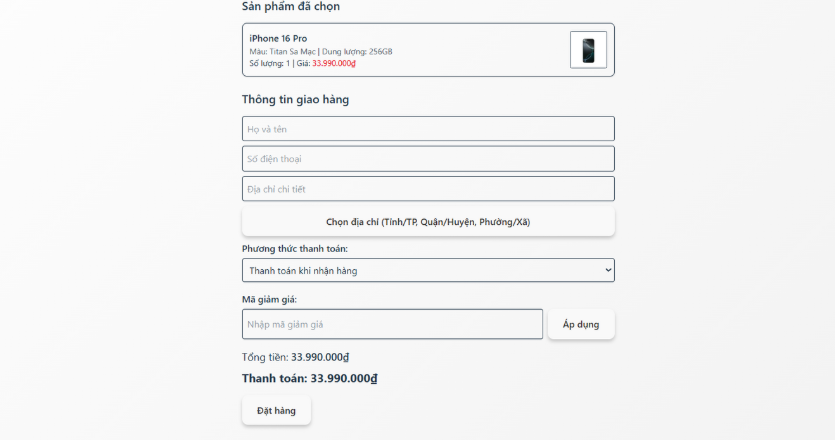 Sản phẩm đã chọn
iPhone 16 Pro
Màu: Titan Sa Mạc | Dung lượng: 256GB
Số lượng: 1 | Giá: 33.990.000₫
Thông tin giao hàng
Họ và tên
Số điện thoại
Địa chỉ chi tiết
Chọn địa chỉ (Tỉnh/TP, Quận/Huyện, Phường/Xã)
Phương thức thanh toán:
Thanh toán khi nhận hàng
Mã giảm giá:
Nhập mã giảm giá
Áp dụng
Tổng tiền: 33.990.000₫
Thanh toán: 33.990.000₫
Đặt hàng